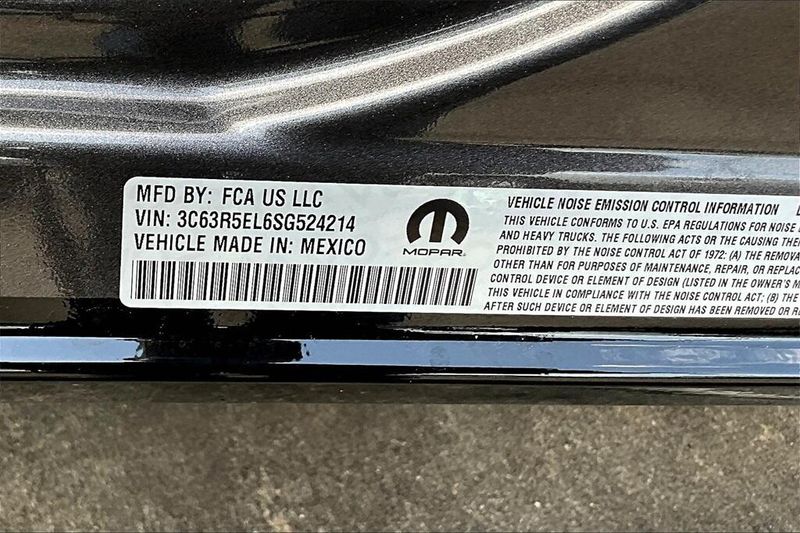 MFD BY: FCA US LLC
VIN: 3C63R5EL6SG524214
VEHICLE MADE IN: MEXICO
MOPAR
VEHICLE NOISE EMISSION CONTROL INFORMATION
THIS VEHICLE CONFORMS TO U.S. EPA REGULATIONS FOR NOISE
AND HEAVY TRUCKS. THE FOLLOWING ACTS OR THE CAUSING
PROHIBITED BY THE NOISE CONTROL ACT OF 1972: (A) THE
OTHER THAN FOR PURPOSES OF MAINTENANCE, REPAIR, OR
CONTROL DEVICE OR ELEMENT OF DESIGN (LISTED IN THE OWNER'S
THIS VEHICLE IN COMPLIANCE WITH THE NOISE CONTROL ACT; (B) THE
AFTER SUCH DEVICE OR ELEMENT OF DESIGN HAS BEEN REMOVED OR